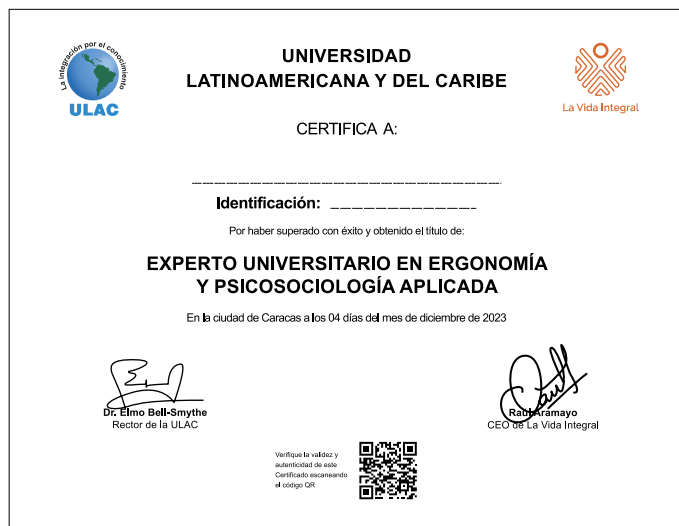 La integración por el conocimiento
ULAC
UNIVERSIDAD
LATINOAMERICANA Y DEL CARIBE
La Vida Integral
CERTIFICA A:
Identificación:
Por haber superado con éxito y obtenido el título de:
EXPERTO UNIVERSITARIO EN ERGONOMÍA
Y PSICOSOCIOLOGÍA APLICADA
En la ciudad de Caracas a los 04 días del mes de diciembre de 2023
Dr. Elmo Bell-Smythe
Rector de la ULAC
Raúl Aramayo
CEO de La Vida Integral
Verifique la validez y
autenticidad de este
Certificado escaneando
el código QR